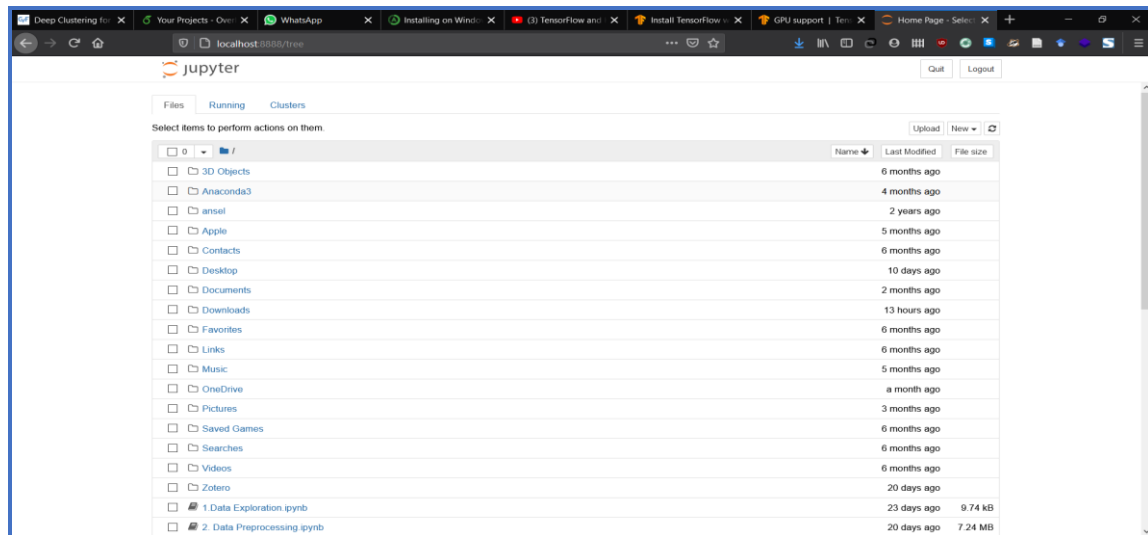 Deep Clustering for Your Projects - Over WhatsApp Installing on Windo (3) TensorFlow and Install TensorFlow w GPU support | Ten Home Page - Select
localhost:8888/tree
jupyter Quit Logout
Files Running Clusters
Select items to perform actions on them. Upload New
0 / Name Last Modified File size
3D Objects 6 months ago
Anaconda3 4 months ago
ansel 2 years ago
Apple 5 months ago
Contacts 6 months ago
Desktop 10 days ago
Documents 2 months ago
Downloads 13 hours ago
Favorites 6 months ago
Links 6 months ago
Music 5 months ago
OneDrive a month ago
Pictures 3 months ago
Saved Games 6 months ago
Searches 6 months ago
Videos 6 months ago
Zotero 20 days ago
1.Data Exploration.ipynb 23 days ago 9.74 kB
2. Data Preprocessing.ipynb 20 days ago 7.24 MB